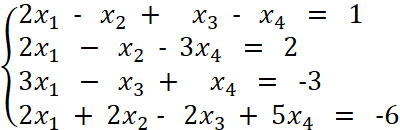 2x₁ - x₂ + x₃ - x₄ = 1
2x₁ − x₂ - 3x₄ = 2
3x₁ − x₃ + x₄ = -3
2x₁ + 2x₂ - 2x₃ + 5x₄ = -6